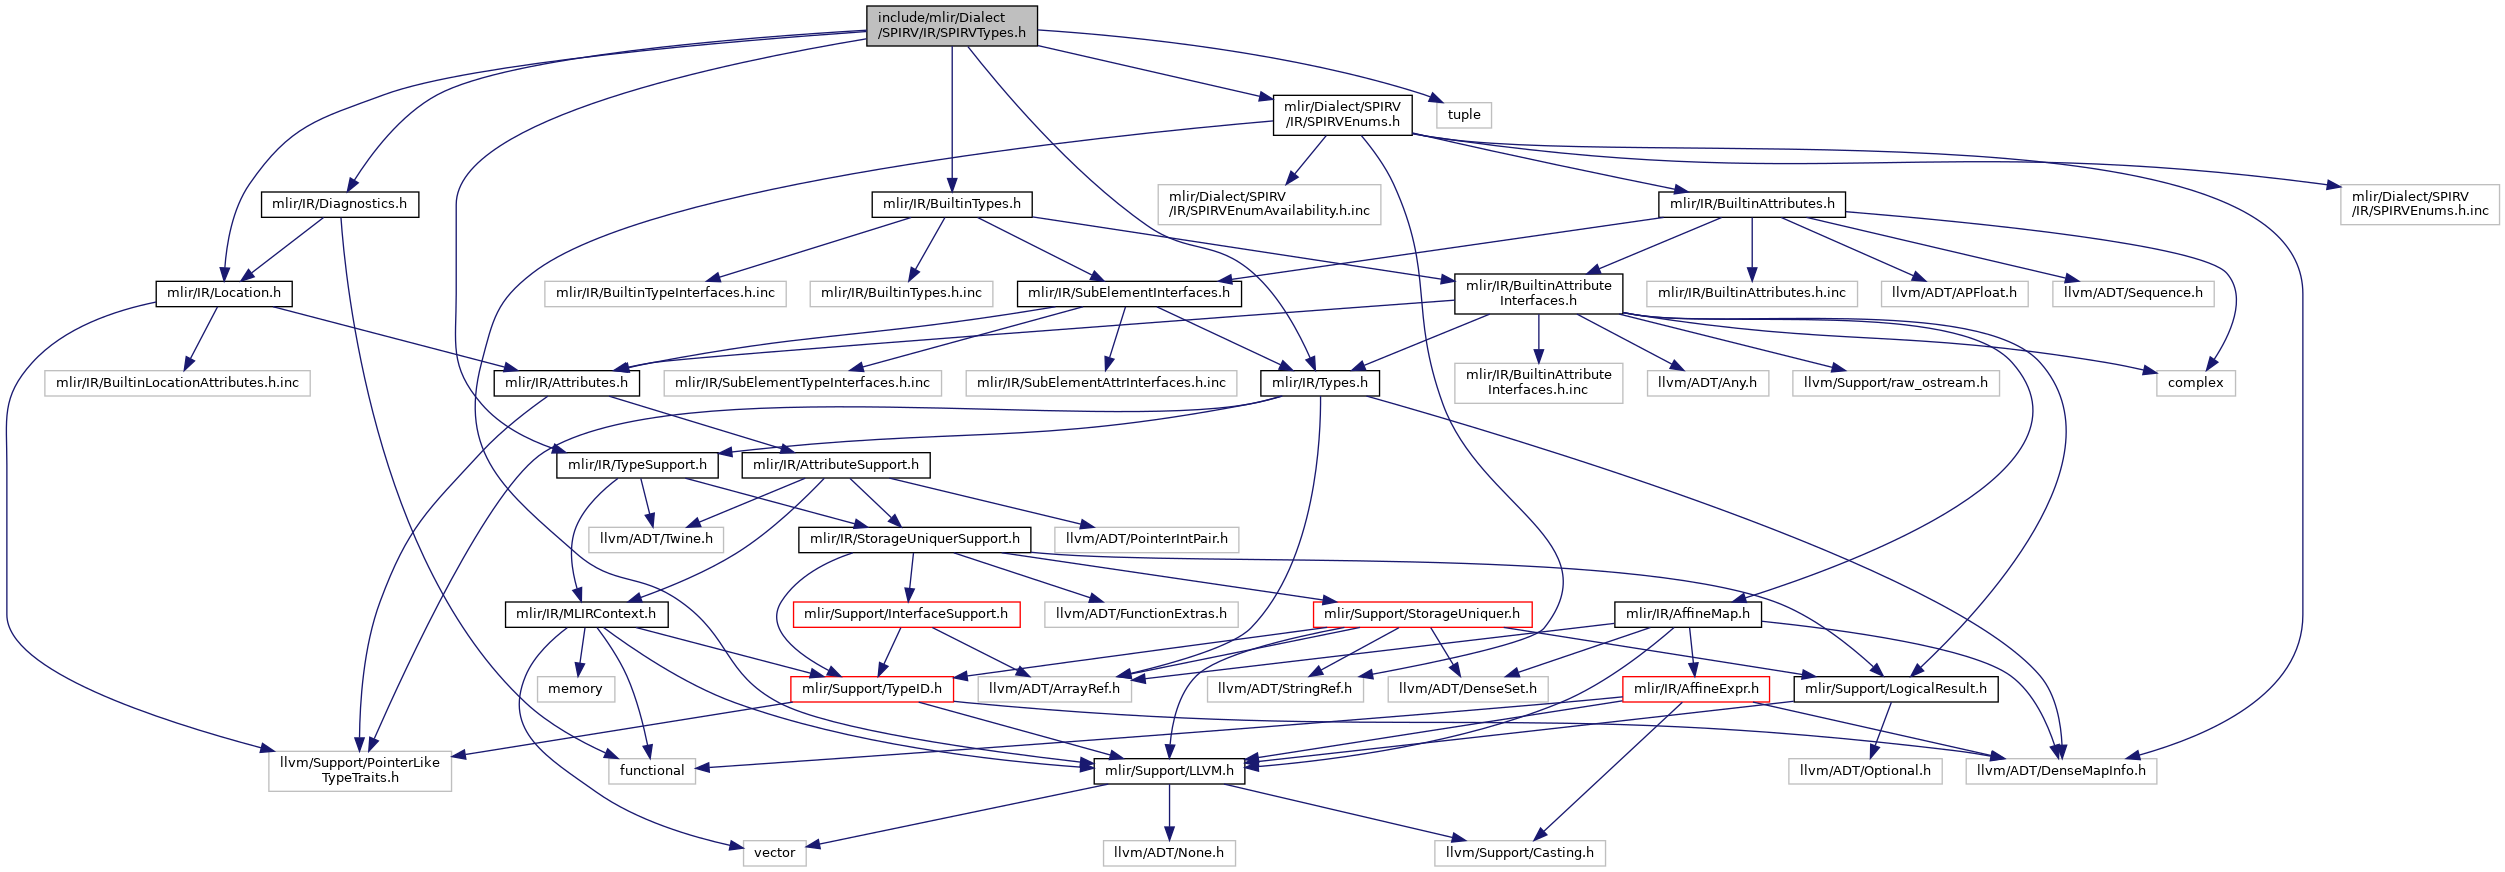 include/mlir/Dialect
/SPIRV/IR/SPIRVTypes.h
mlir/Dialect/SPIRV
/IR/SPIRVEnums.h
tuple
mlir/IR/Diagnostics.h
mlir/IR/BuiltinTypes.h
mlir/Dialect/SPIRV
/IR/SPIRVEnumAvailability.h.inc
mlir/IR/BuiltinAttributes.h
mlir/Dialect/SPIRV
/IR/SPIRVEnums.h.inc
mlir/IR/Location.h
mlir/IR/BuiltinTypeInterfaces.h.inc
mlir/IR/BuiltinTypes.h.inc
mlir/IR/SubElementInterfaces.h
mlir/IR/BuiltinAttribute
Interfaces.h
mlir/IR/BuiltinAttributes.h.inc
llvm/ADT/APFloat.h
llvm/ADT/Sequence.h
mlir/IR/BuiltinLocationAttributes.h.inc
mlir/IR/Attributes.h
mlir/IR/SubElementTypeInterfaces.h.inc
mlir/IR/SubElementAttrInterfaces.h.inc
mlir/IR/Types.h
mlir/IR/BuiltinAttribute
Interfaces.h.inc
llvm/ADT/Any.h
llvm/Support/raw_ostream.h
complex
mlir/IR/TypeSupport.h
mlir/IR/AttributeSupport.h
llvm/ADT/Twine.h
mlir/IR/StorageUniquerSupport.h
llvm/ADT/PointerIntPair.h
mlir/IR/MLIRContext.h
mlir/Support/InterfaceSupport.h
llvm/ADT/FunctionExtras.h
mlir/Support/StorageUniquer.h
mlir/IR/AffineMap.h
memory
mlir/Support/TypeID.h
llvm/ADT/ArrayRef.h
llvm/ADT/StringRef.h
llvm/ADT/DenseSet.h
mlir/IR/AffineExpr.h
mlir/Support/LogicalResult.h
llvm/Support/PointerLike
TypeTraits.h
functional
mlir/Support/LLVM.h
llvm/ADT/Optional.h
llvm/ADT/DenseMapInfo.h
vector
llvm/ADT/None.h
llvm/Support/Casting.h